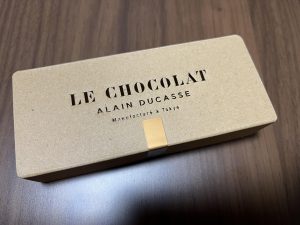 LE CHOCOLAT
ALAIN DUCASSE
Manufacture à Tokyo